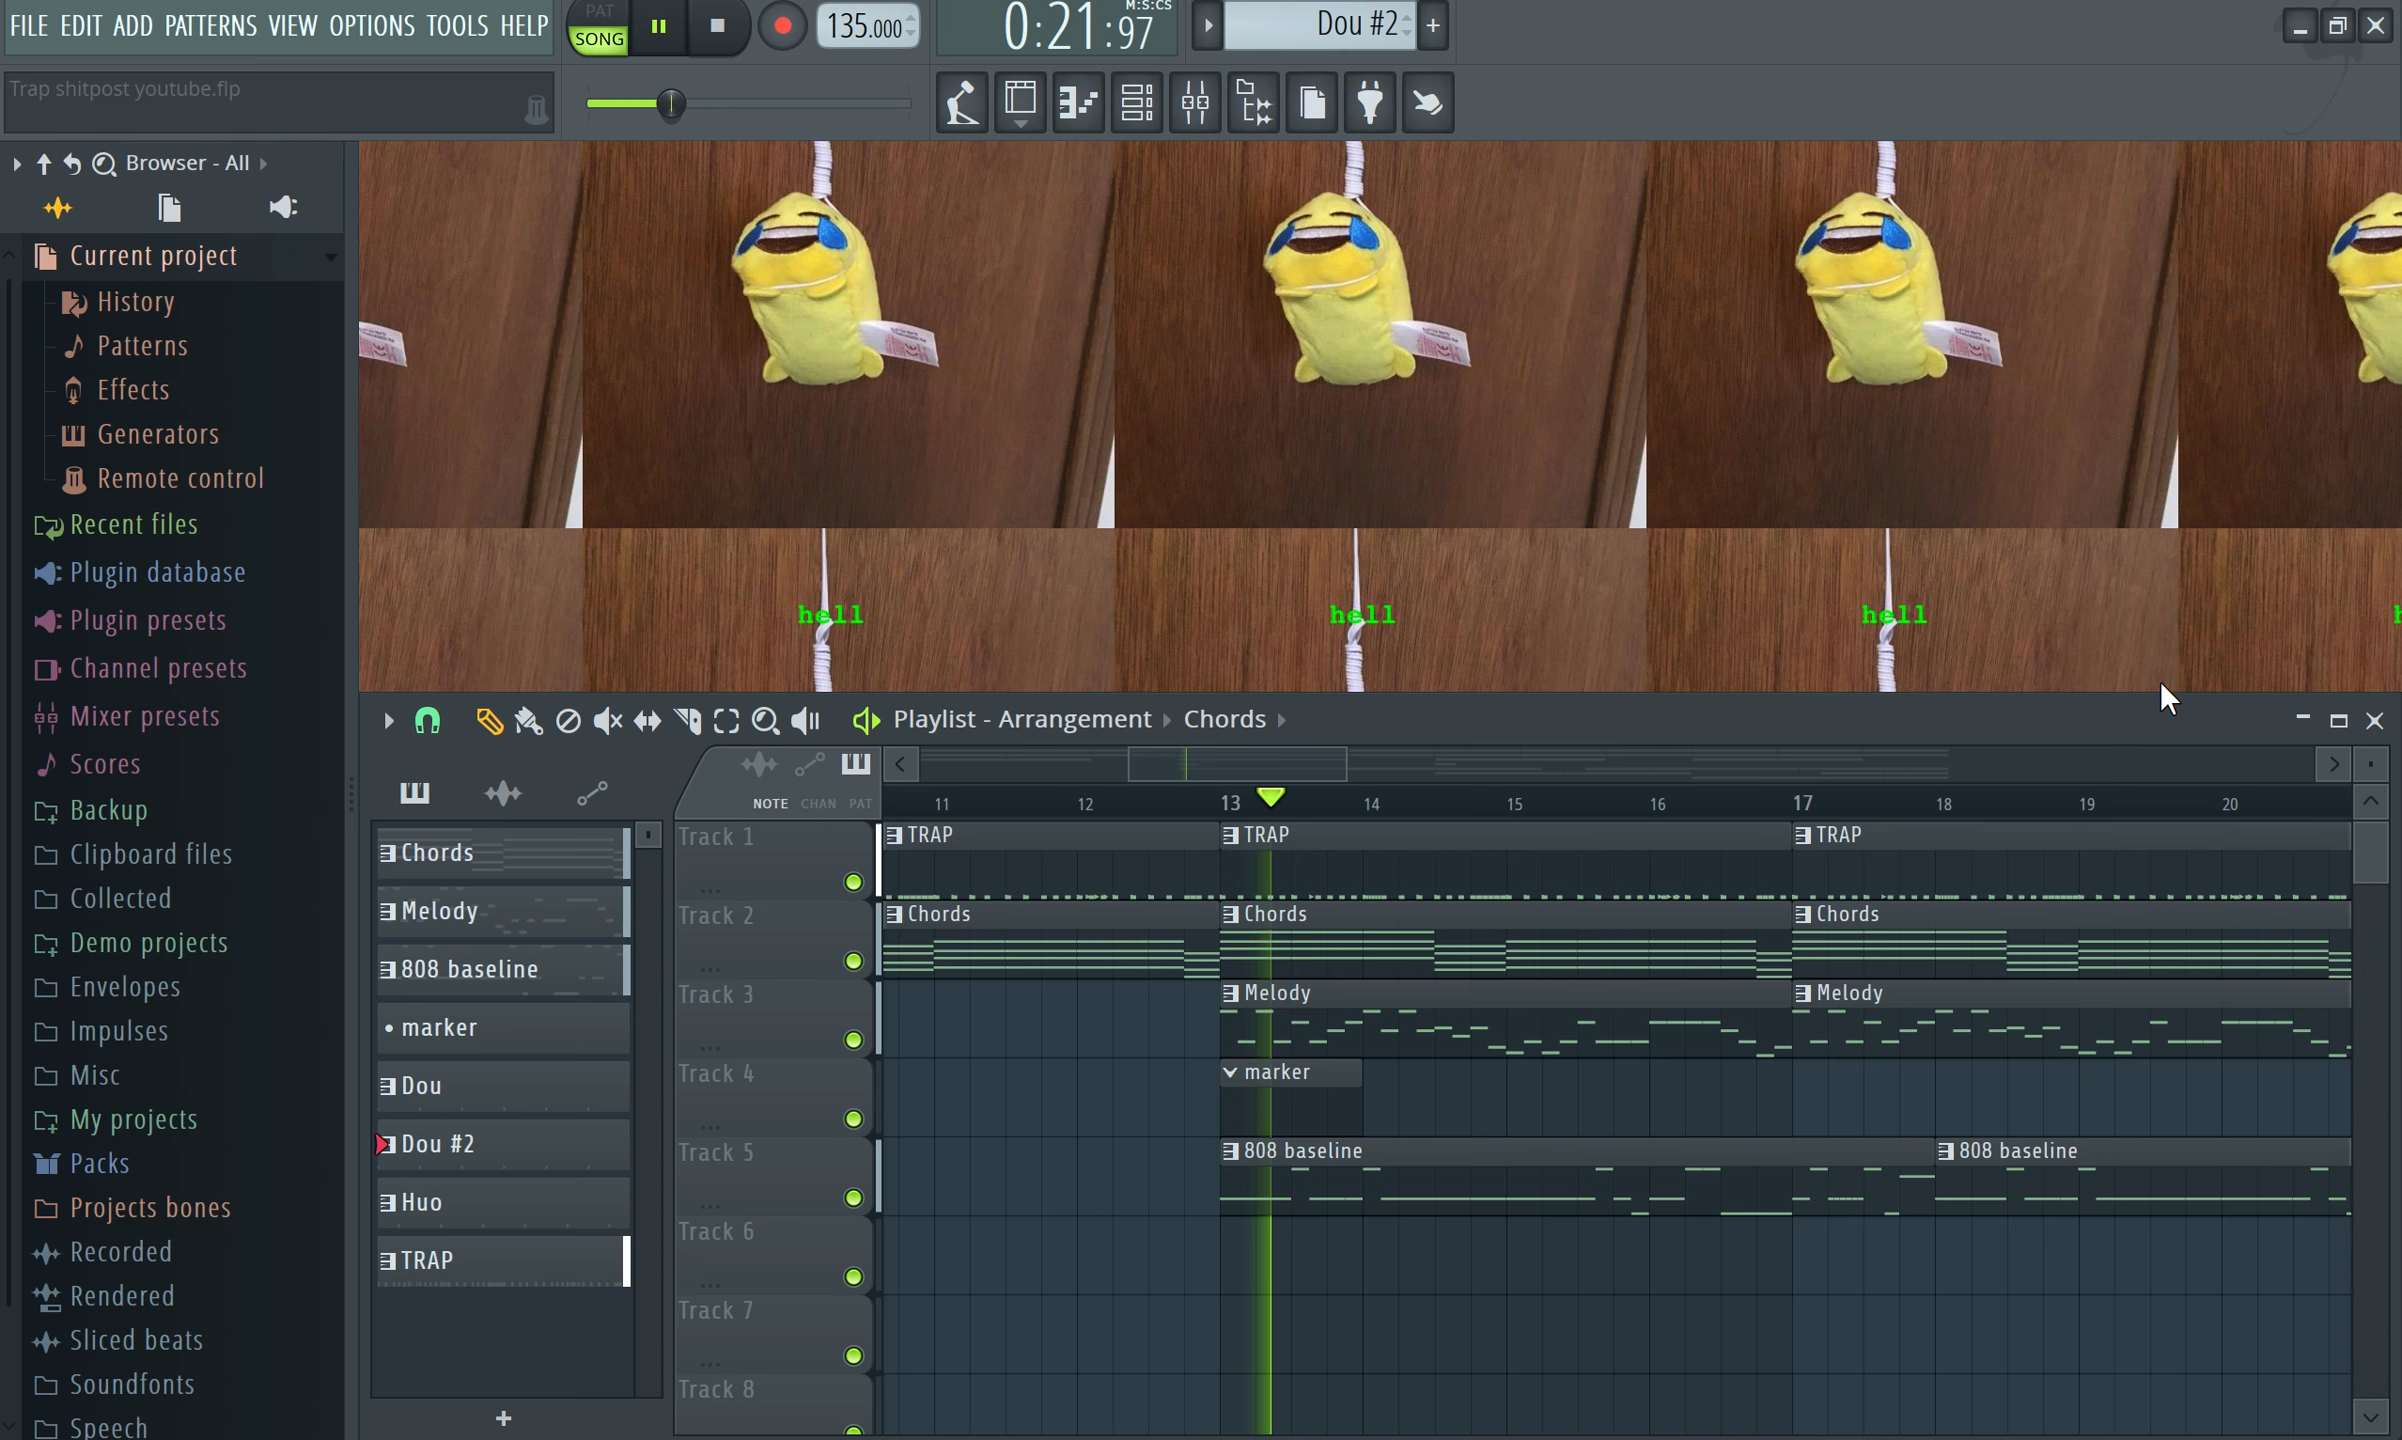 FILE EDIT ADD PATTERNS VIEW OPTIONS TOOLS HELP
PAT
SONG
135.000
M:S:CS
0:21:97
Dou #2
Trap shitpost youtube.flp
Browser - All
Current project
History
Patterns
Effects
Generators
Remote control
Recent files
Plugin database
Plugin presets
Channel presets
Mixer presets
Scores
Backup
Clipboard files
Collected
Demo projects
Envelopes
Impulses
Misc
My projects
Packs
Projects bones
Recorded
Rendered
Sliced beats
Soundfonts
Speech
hell hell hell h
Playlist - Arrangement Chords
NOTE CHAN PAT
11 12 13 14 15 16 17 18 19 20
Chords
Melody
808 baseline
marker
Dou
Dou #2
Huo
TRAP
Track 1
TRAP TRAP TRAP
Track 2
Chords Chords Chords
Track 3
Melody Melody
Track 4
marker
Track 5
808 baseline 808 baseline
Track 6
Track 7
Track 8